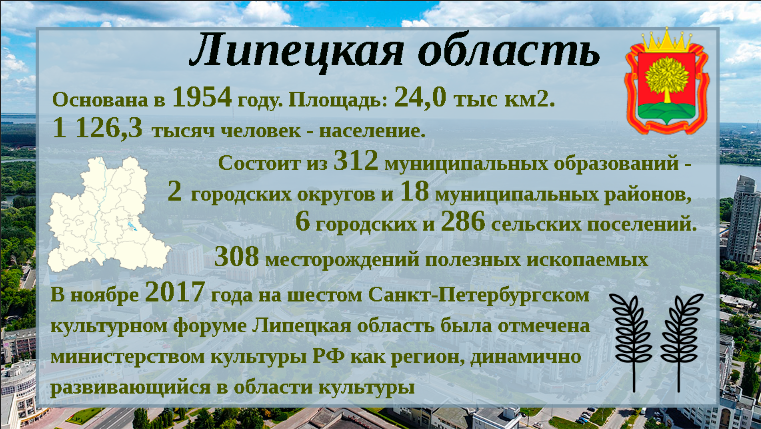 Липецкая область
Основана в 1954 году. Площадь: 24,0 тыс км2.
1 126,3 тысяч человек - население.
Состоит из 312 муниципальных образований -
2 городских округов и 18 муниципальных районов,
6 городских и 286 сельских поселений.
308 месторождений полезных ископаемых
В ноябре 2017 года на шестом Санкт-Петербургском
культурном форуме Липецкая область была отмечена
министерством культуры РФ как регион, динамично
развивающийся в области культуры